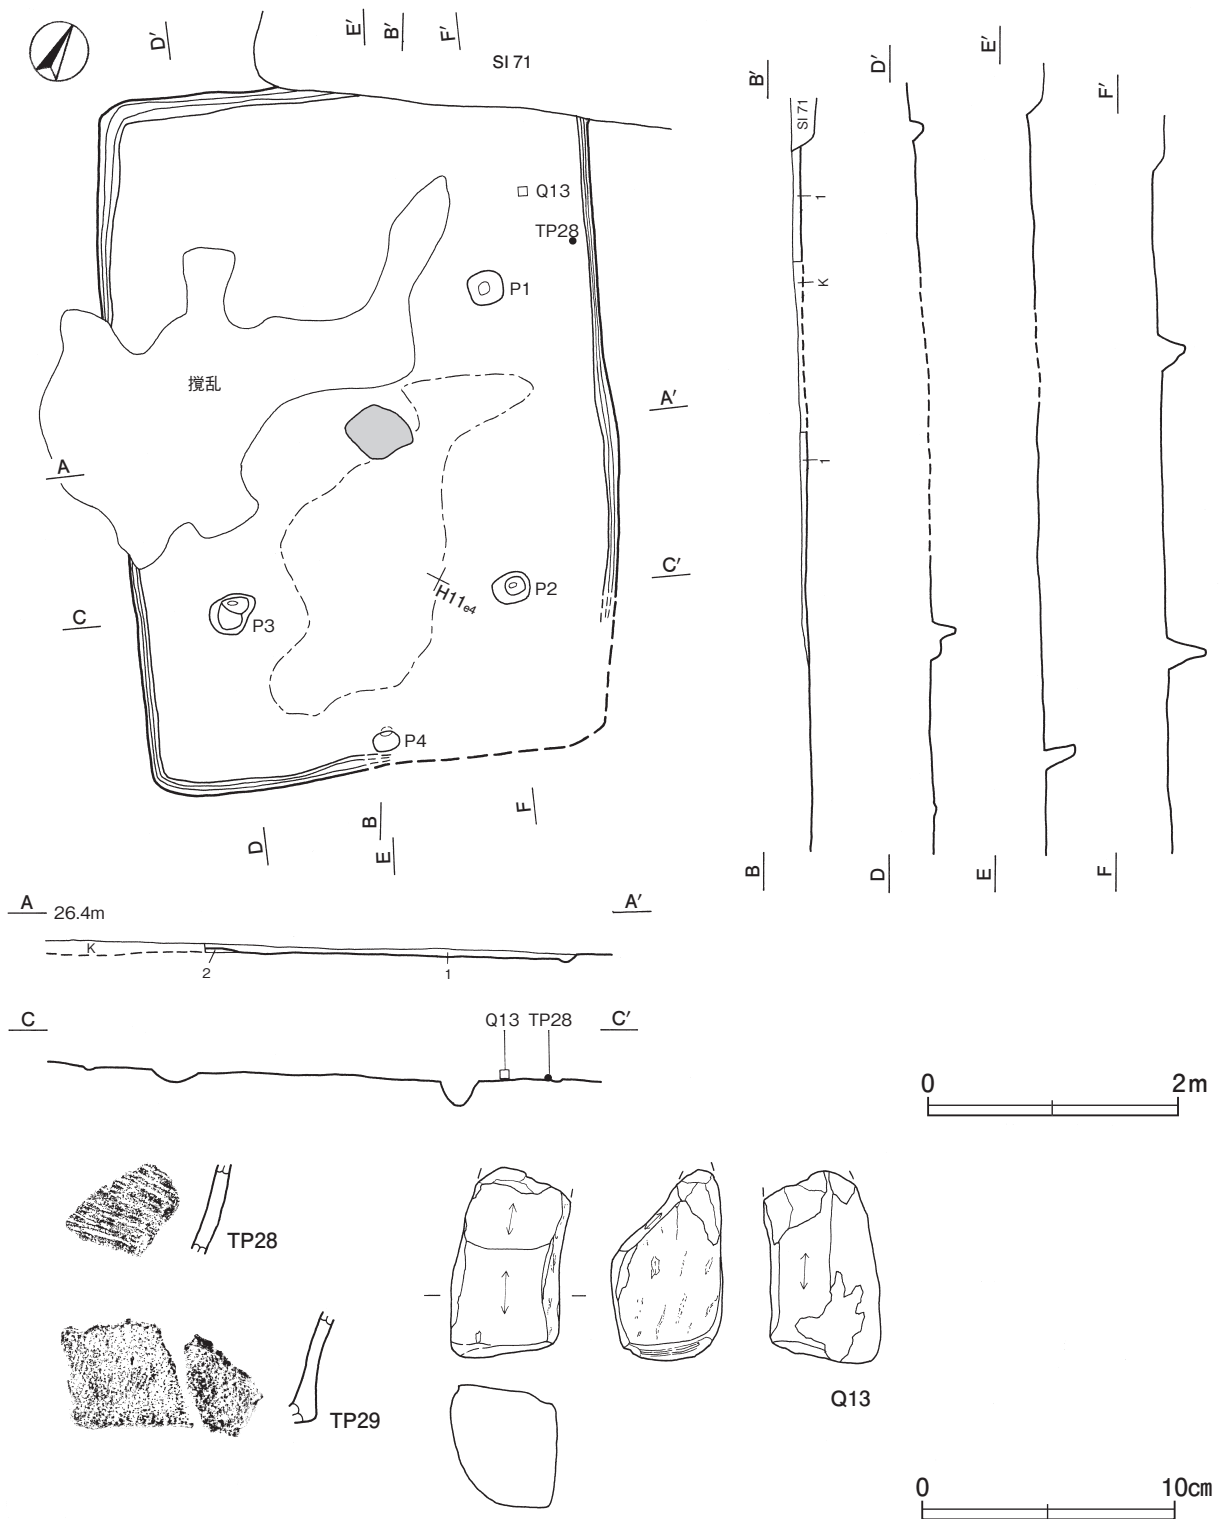 D′ E′ B′ F′
SI 71
Q13
TP28
P1
撹乱
A′
A
C′
P2
H11e4
C
P3
P4
F
B
D
E
B′ D′ E′ F′
SI 71
1
K
1
B D E F
A 26.4m A′
K
2 1
C Q13 TP28 C′
0 2m
TP28
TP29
Q13
0 10cm